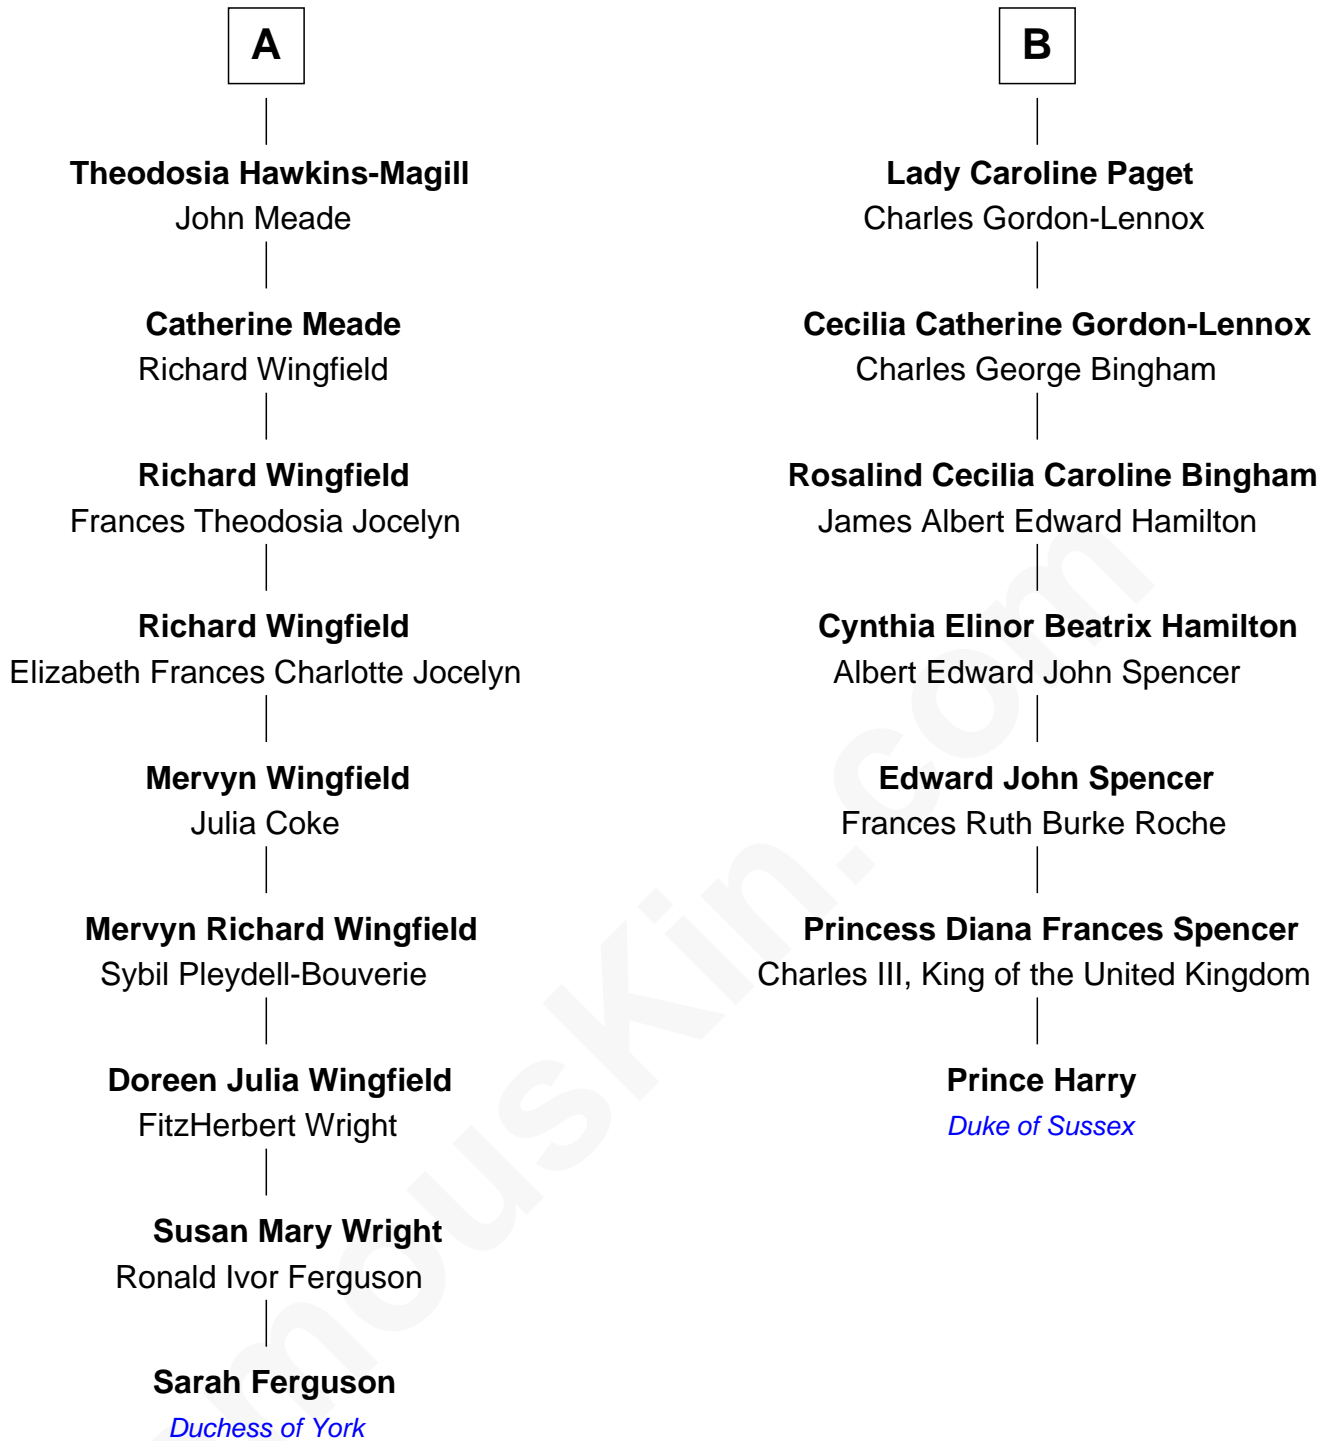 A
Theodosia Hawkins-Magill
John Meade
Catherine Meade
Richard Wingfield
Richard Wingfield
Frances Theodosia Jocelyn
Richard Wingfield
Elizabeth Frances Charlotte Jocelyn
Mervyn Wingfield
Julia Coke
Mervyn Richard Wingfield
Sybil Pleydell-Bouverie
Doreen Julia Wingfield
FitzHerbert Wright
Susan Mary Wright
Ronald Ivor Ferguson
Sarah Ferguson
Duchess of York
B
Lady Caroline Paget
Charles Gordon-Lennox
Cecilia Catherine Gordon-Lennox
Charles George Bingham
Rosalind Cecilia Caroline Bingham
James Albert Edward Hamilton
Cynthia Elinor Beatrix Hamilton
Albert Edward John Spencer
Edward John Spencer
Frances Ruth Burke Roche
Princess Diana Frances Spencer
Charles III, King of the United Kingdom
Prince Harry
Duke of Sussex
mousKin.com